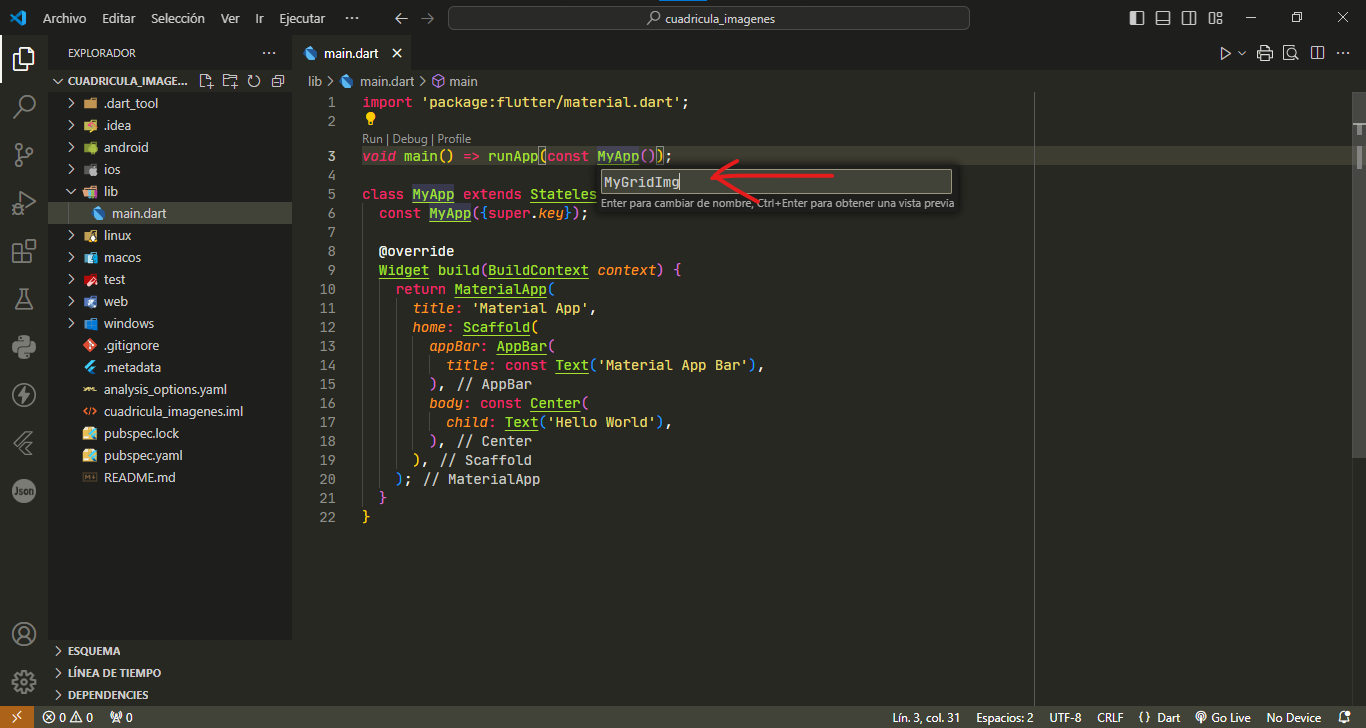 Archivo Editar Selección Ver Ir Ejecutar ··· cuadricula_imagenes
EXPLORADOR ···
CUADRICULA_IMAGE...
.dart_tool
.idea
android
ios
lib
main.dart
linux
macos
test
web
windows
.gitignore
.metadata
analysis_options.yaml
cuadricula_imagenes.iml
pubspec.lock
pubspec.yaml
README.md
ESQUEMA
LÍNEA DE TIEMPO
DEPENDENCIES
Json
main.dart
lib > main.dart > main
1 import 'package:flutter/material.dart';
2
Run | Debug | Profile
3 void main() => runApp(const MyApp());
MyGridImg
Enter para cambiar de nombre, Ctrl+Enter para obtener una vista previa
4
5 class MyApp extends Stateles
6 const MyApp({super.key});
7
8 @override
9 Widget build(BuildContext context) {
10 return MaterialApp(
11 title: 'Material App',
12 home: Scaffold(
13 appBar: AppBar(
14 title: const Text('Material App Bar'),
15 ), // AppBar
16 body: const Center(
17 child: Text('Hello World'),
18 ), // Center
19 ), // Scaffold
20 ); // MaterialApp
21 }
22 }
0 0 0 Lín. 3, col. 31 Espacios: 2 UTF-8 CRLF {} Dart Go Live No Device